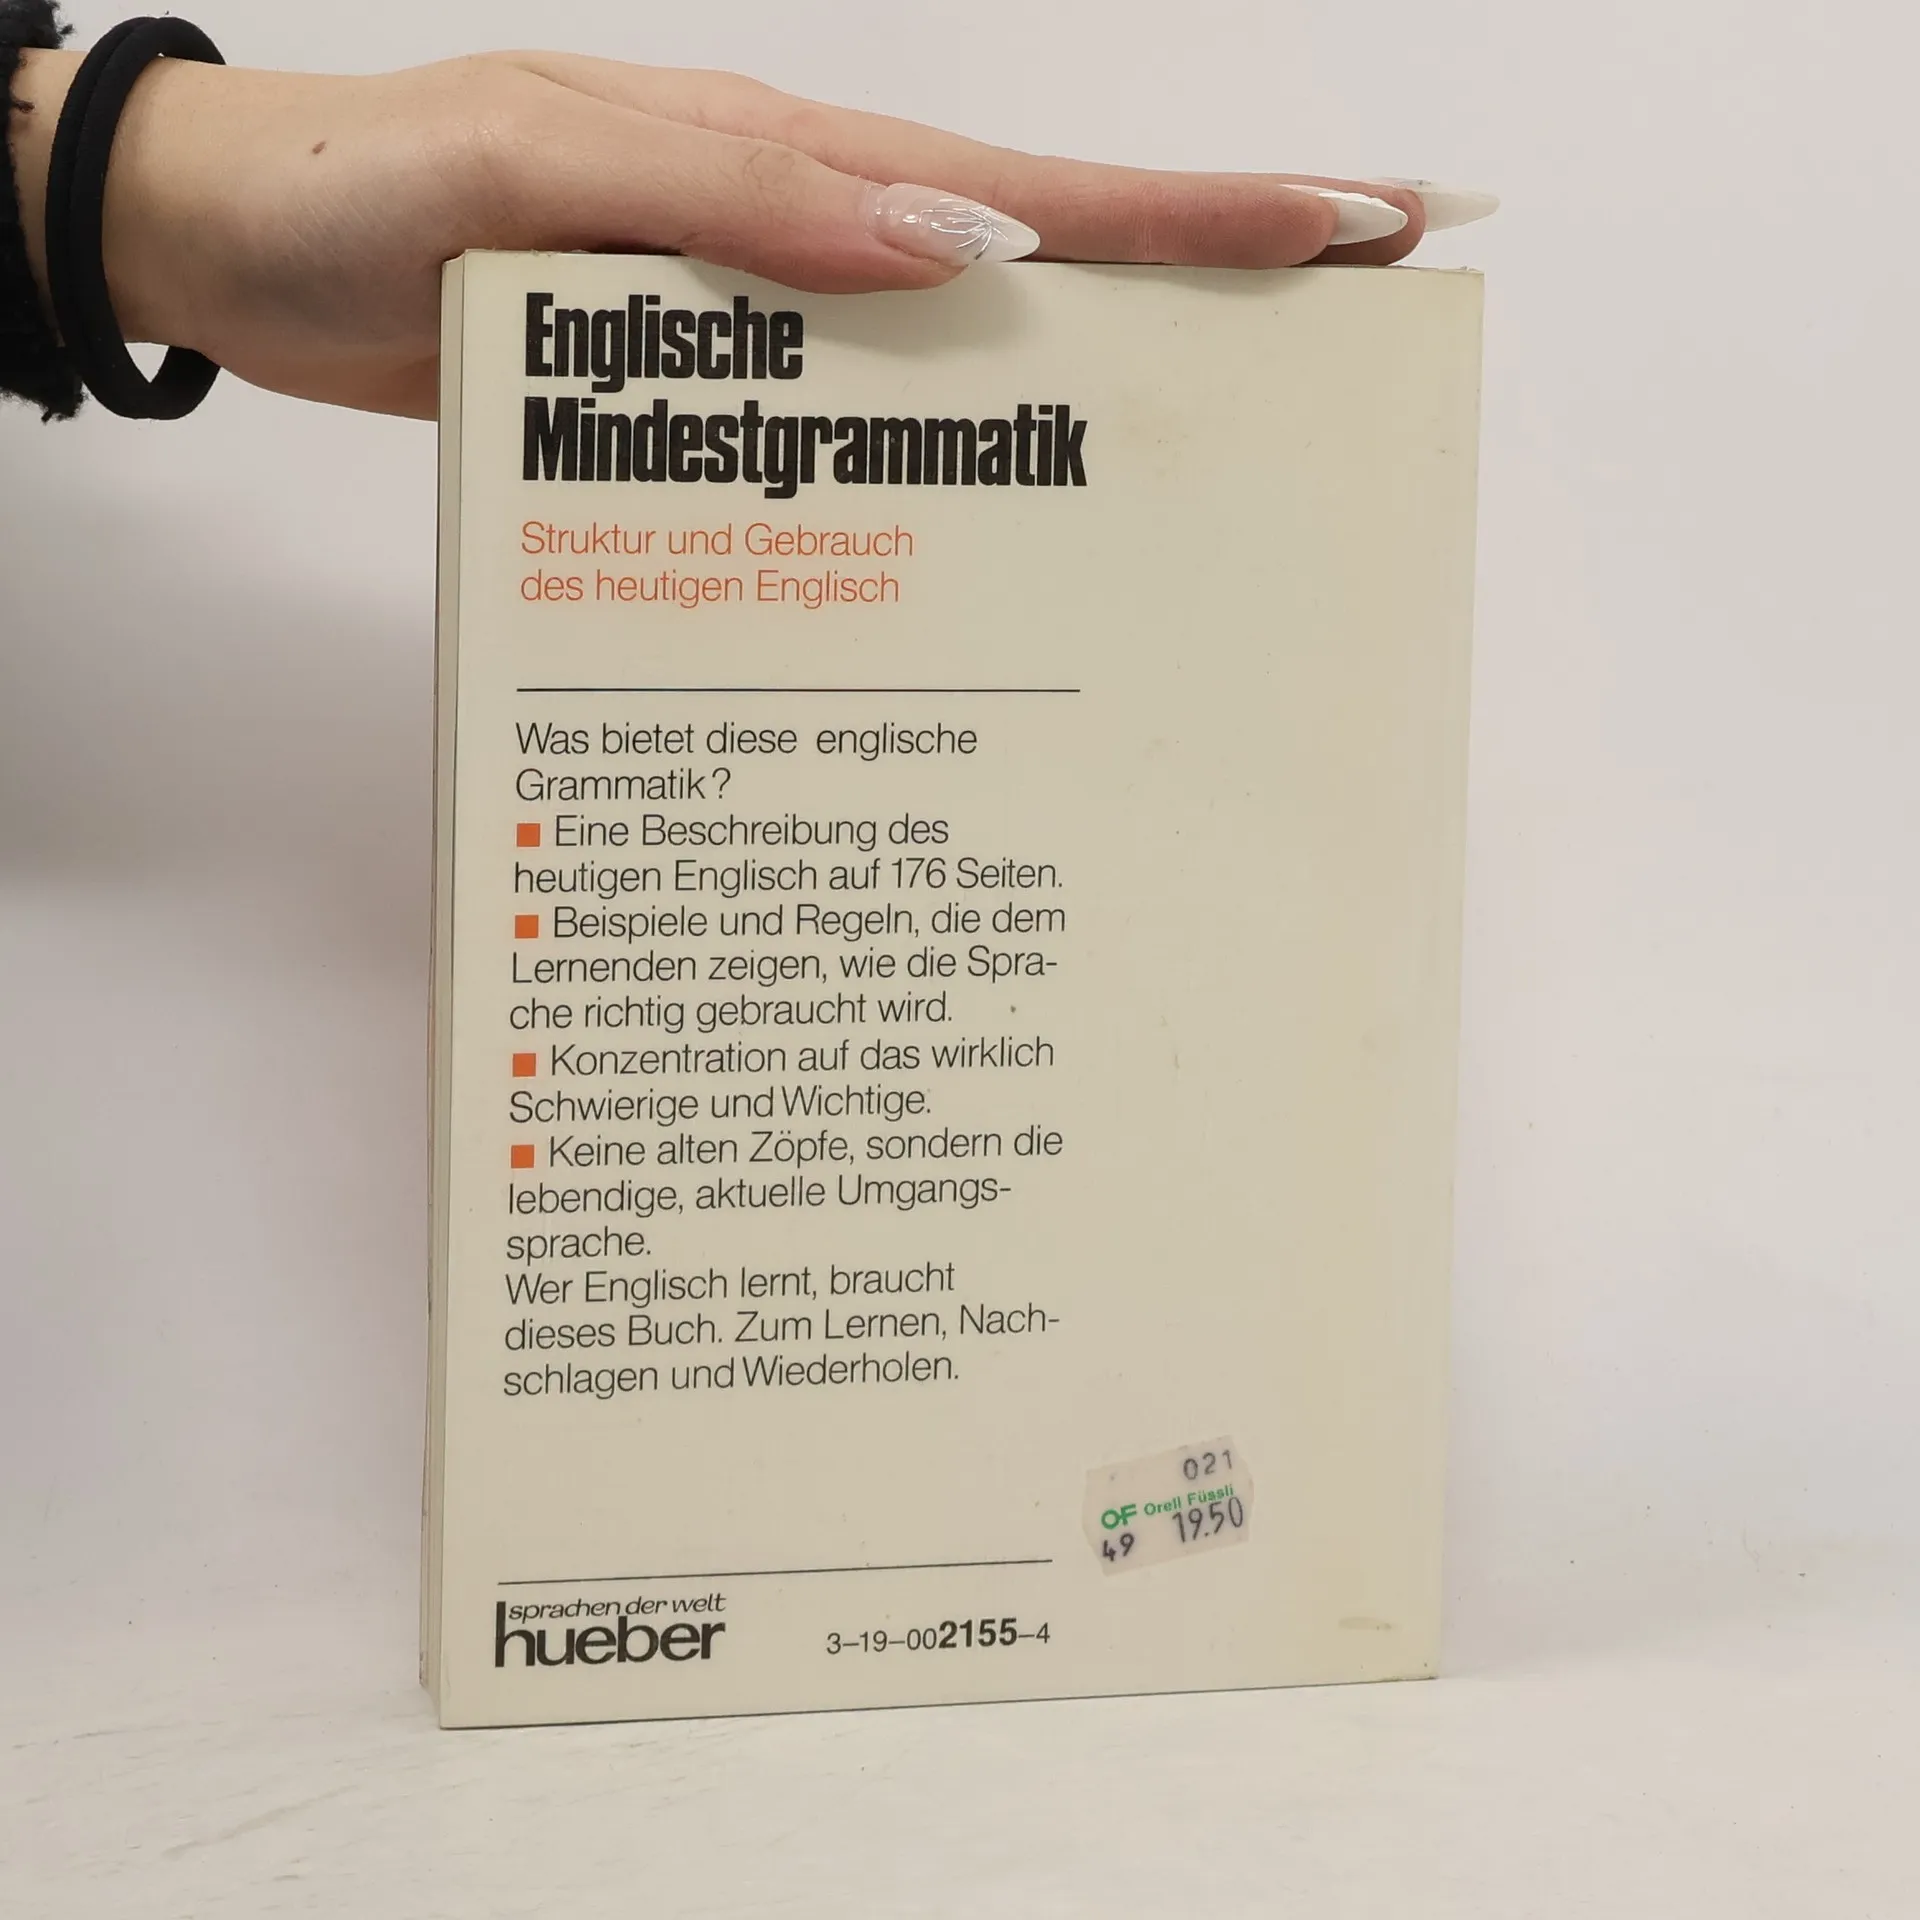 Englische
Mindestgrammatik
Struktur und Gebrauch
des heutigen Englisch
Was bietet diese englische
Grammatik?
■ Eine Beschreibung des
heutigen Englisch auf 176 Seiten.
■ Beispiele und Regeln, die dem
Lernenden zeigen, wie die Spra-
che richtig gebraucht wird.
■ Konzentration auf das wirklich
Schwierige und Wichtige.
■ Keine alten Zöpfe, sondern die
lebendige, aktuelle Umgangs-
sprache.
Wer Englisch lernt, braucht
dieses Buch. Zum Lernen, Nach-
schlagen und Wiederholen.
021
OF Orell Füssli
49 19.50
sprachen der welt
hueber
3–19–002155–4